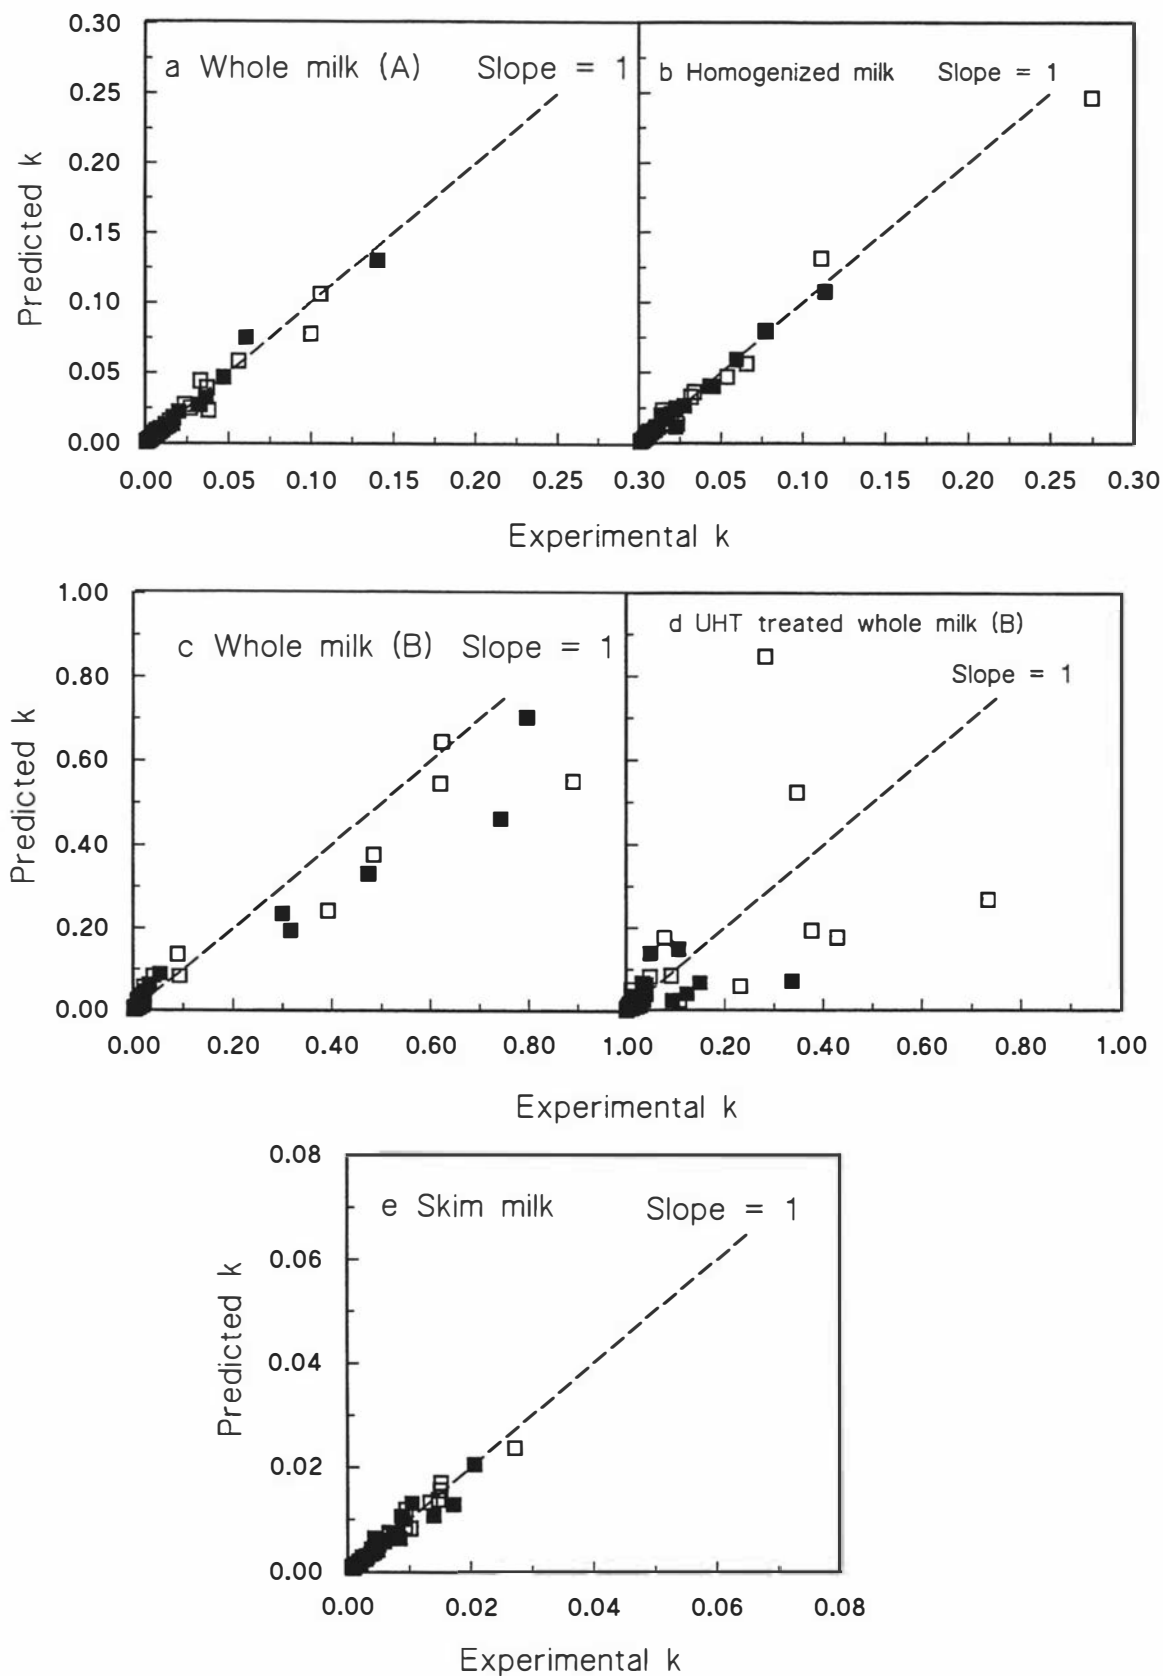 0.30
a Whole milk (A) Slope = 1
b Homogenized milk Slope = 1
0.25
0.20
Predicted k
0.15
0.10
0.05
0.00
0.00 0.05 0.10 0.15 0.20 0.25 0.30 0.05 0.10 0.15 0.20 0.25 0.30
Experimental k
1.00
c Whole milk (B) Slope = 1
d UHT treated whole milk (B)
Slope = 1
0.80
Predicted k
0.60
0.40
0.20
0.00
0.00 0.20 0.40 0.60 0.80 1.00 0.20 0.40 0.60 0.80 1.00
Experimental k
0.08
e Skim milk Slope = 1
0.06
Predicted k
0.04
0.02
0.00
0.00 0.02 0.04 0.06 0.08
Experimental k